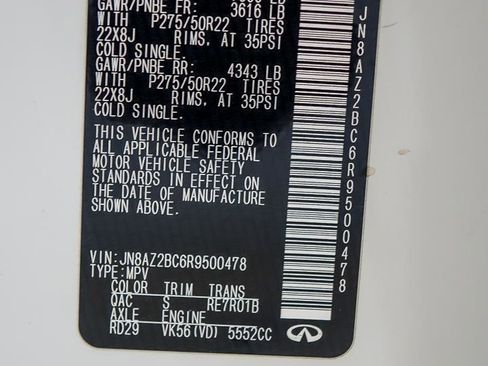 GAWR/PNBE FR: 3616 LB
WITH P275/50R22 TIRES
22X8J RIMS. AT 35PSI
COLD SINGLE.
GAWR/PNBE RR: 4343 LB
WITH P275/50R22 TIRES
22X8J RIMS. AT 35PSI
COLD SINGLE.
THIS VEHICLE CONFORMS TO
ALL APPLICABLE FEDERAL
MOTOR VEHICLE SAFETY
STANDARDS IN EFFECT ON
THE DATE OF MANUFACTURE
SHOWN ABOVE.
VIN:JN8AZ2BC6R9500478
TYPE:MPV
COLOR TRIM TRANS
QAC S RE7R01B
AXLE ENGINE
RD29 VK56(VD) 5552CC
JN8AZ2BC6R9500478